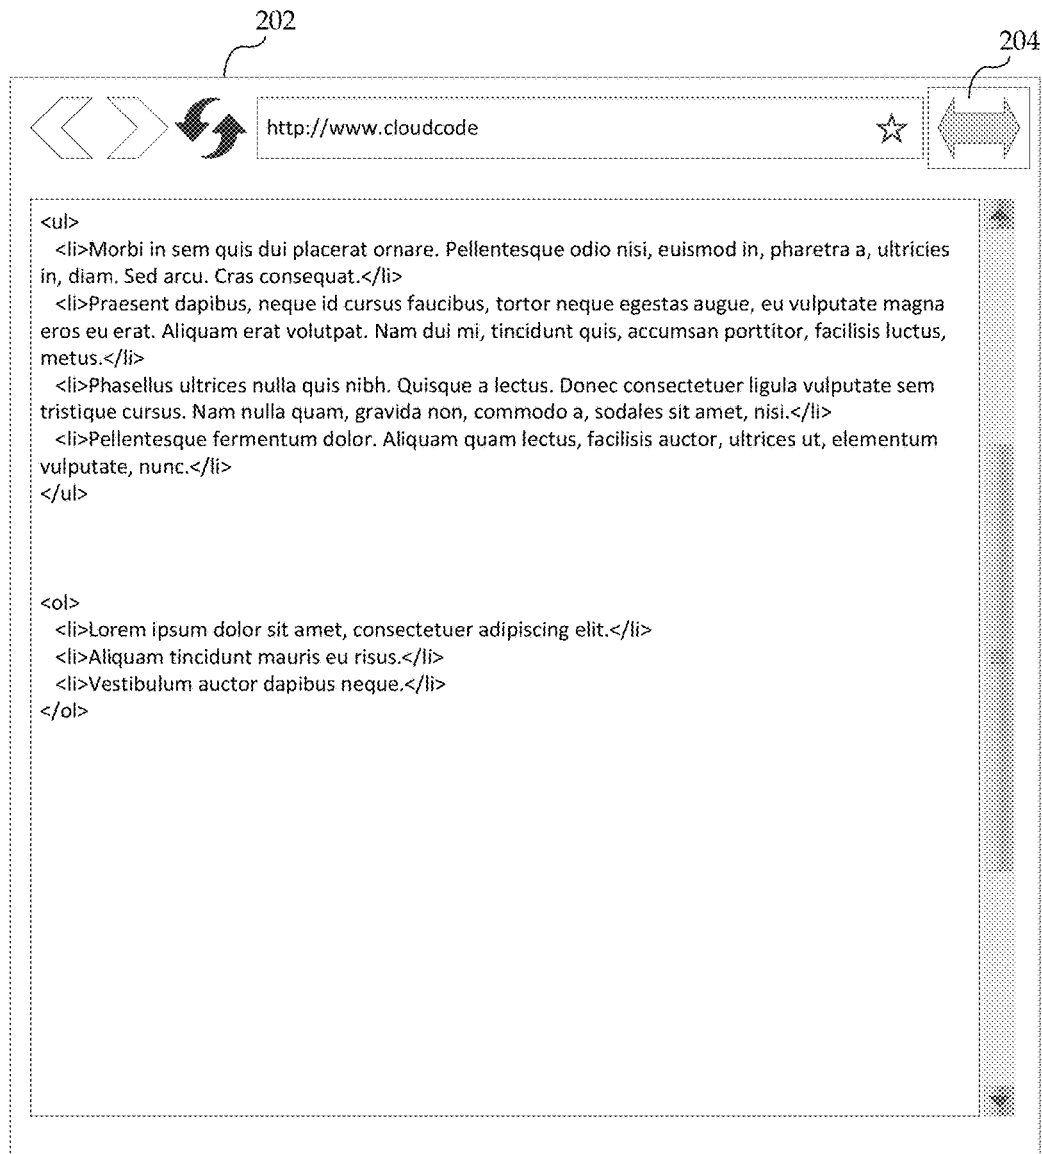 202
204
http://www.cloudcode
<ul>
<li>Morbi in sem quis dui placerat ornare. Pellentesque odio nisi, euismod in, pharetra a, ultricies
in, diam. Sed arcu. Cras consequat.</li>
<li>Praesent dapibus, neque id cursus faucibus, tortor neque egestas augue, eu vulputate magna
eros eu erat. Aliquam erat volutpat. Nam dui mi, tincidunt quis, accumsan porttitor, facilisis luctus,
metus.</li>
<li>Phasellus ultrices nulla quis nibh. Quisque a lectus. Donec consectetuer ligula vulputate sem
tristique cursus. Nam nulla quam, gravida non, commodo a, sodales sit amet, nisi.</li>
<li>Pellentesque fermentum dolor. Aliquam quam lectus, facilisis auctor, ultrices ut, elementum
vulputate, nunc.</li>
</ul>
<ol>
<li>Lorem ipsum dolor sit amet, consectetuer adipiscing elit.</li>
<li>Aliquam tincidunt mauris eu risus.</li>
<li>Vestibulum auctor dapibus neque.</li>
</ol>